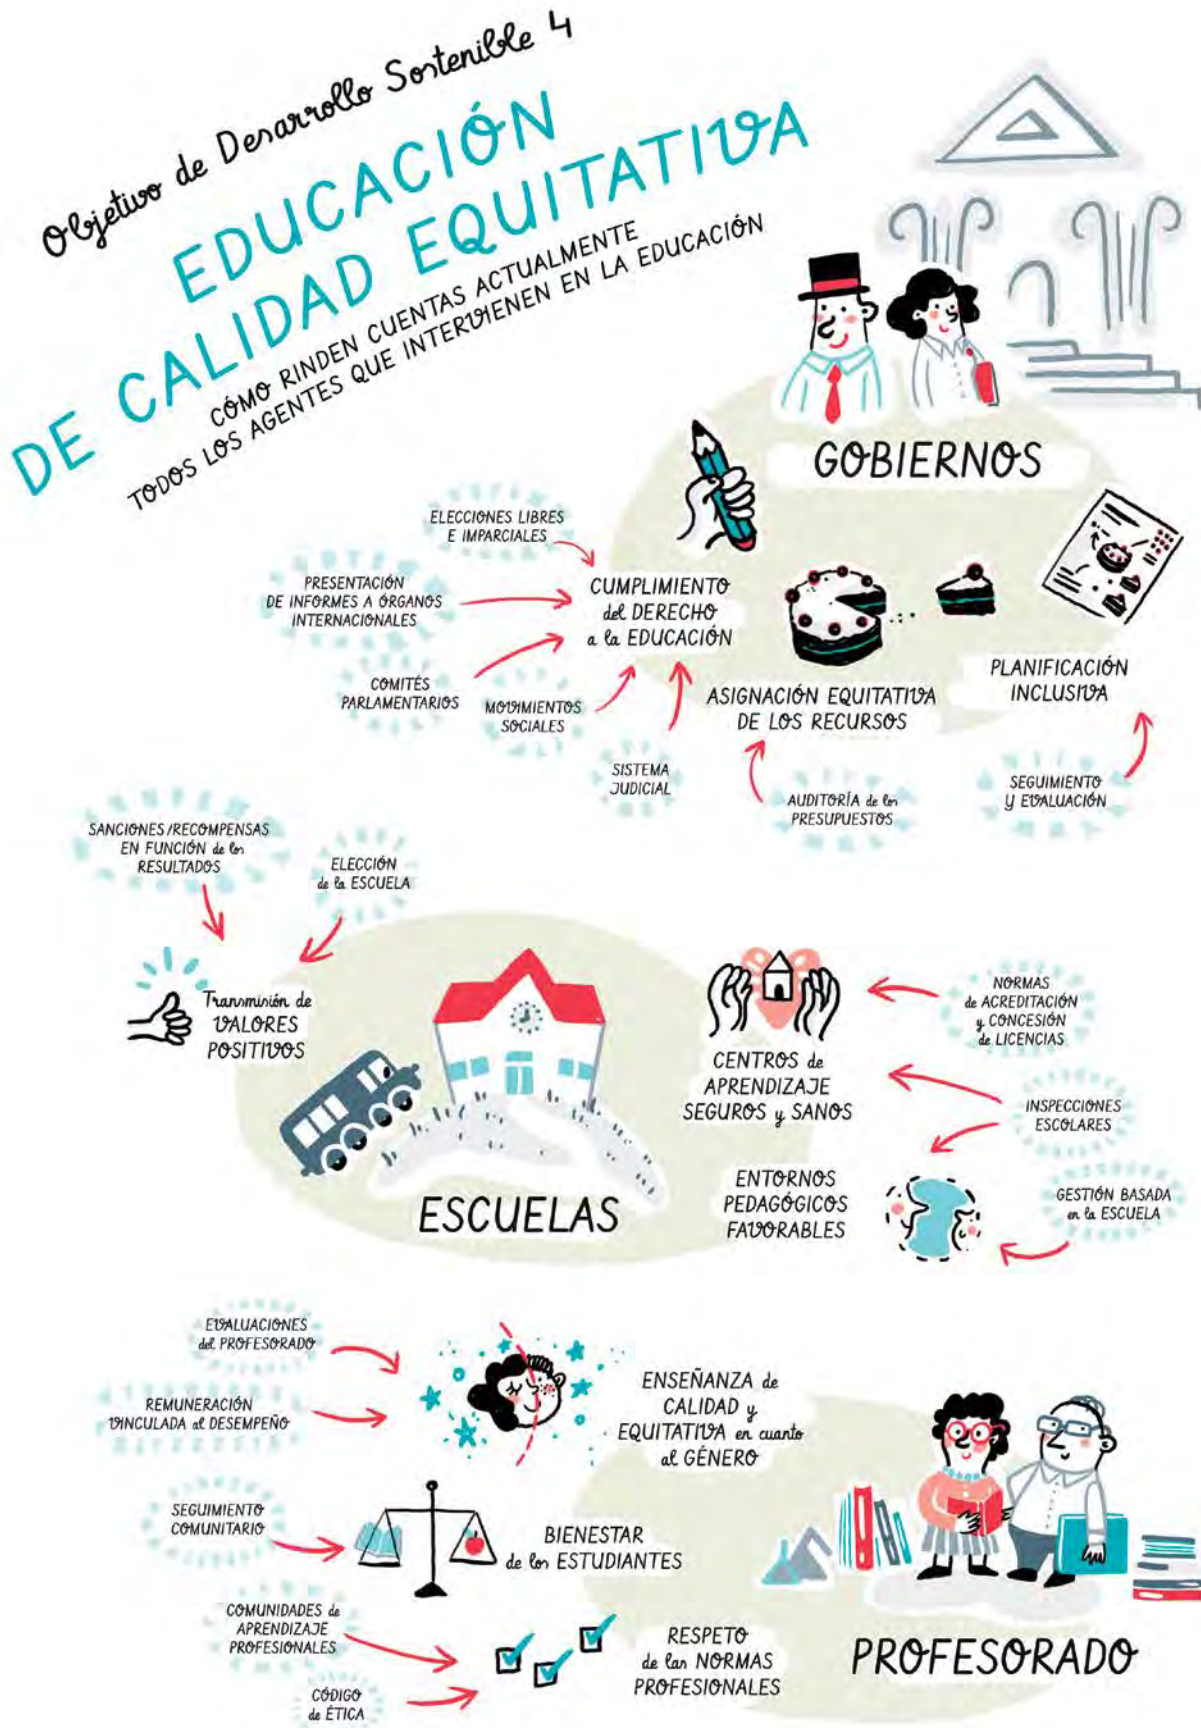 Objetivo de Desarrollo Sostenible 4
EDUCACIÓN
DE CALIDAD EQUITATIVA
CÓMO RINDEN CUENTAS ACTUALMENTE
TODOS LOS AGENTES QUE INTERVIENEN EN LA EDUCACIÓN
GOBIERNOS
ELECCIONES LIBRES
E IMPARCIALES
PRESENTACIÓN
DE INFORMES A ÓRGANOS
INTERNACIONALES
COMITÉS
PARLAMENTARIOS
MOVIMIENTOS
SOCIALES
SISTEMA
JUDICIAL
CUMPLIMIENTO
del DERECHO
a la EDUCACIÓN
ASIGNACIÓN EQUITATIVA
DE LOS RECURSOS
AUDITORÍA de los
PRESUPUESTOS
PLANIFICACIÓN
INCLUSIVA
SEGUIMIENTO
Y EVALUACIÓN
SANCIONES/RECOMPENSAS
EN FUNCIÓN de los
RESULTADOS
ELECCIÓN
de la ESCUELA
Transmisión de
VALORES
POSITIVOS
ESCUELAS
CENTROS de
APRENDIZAJE
SEGUROS y SANOS
NORMAS
de ACREDITACIÓN
y CONCESIÓN
de LICENCIAS
INSPECCIONES
ESCOLARES
ENTORNOS
PEDAGÓGICOS
FAVORABLES
GESTIÓN BASADA
en la ESCUELA
EVALUACIONES
del PROFESORADO
REMUNERACIÓN
VINCULADA al DESEMPEÑO
ENSEÑANZA de
CALIDAD y
EQUITATIVA en cuanto
al GÉNERO
SEGUIMIENTO
COMUNITARIO
BIENESTAR
de los ESTUDIANTES
COMUNIDADES de
APRENDIZAJE
PROFESIONALES
CÓDIGO
de ÉTICA
RESPETO
de las NORMAS
PROFESIONALES
PROFESORADO